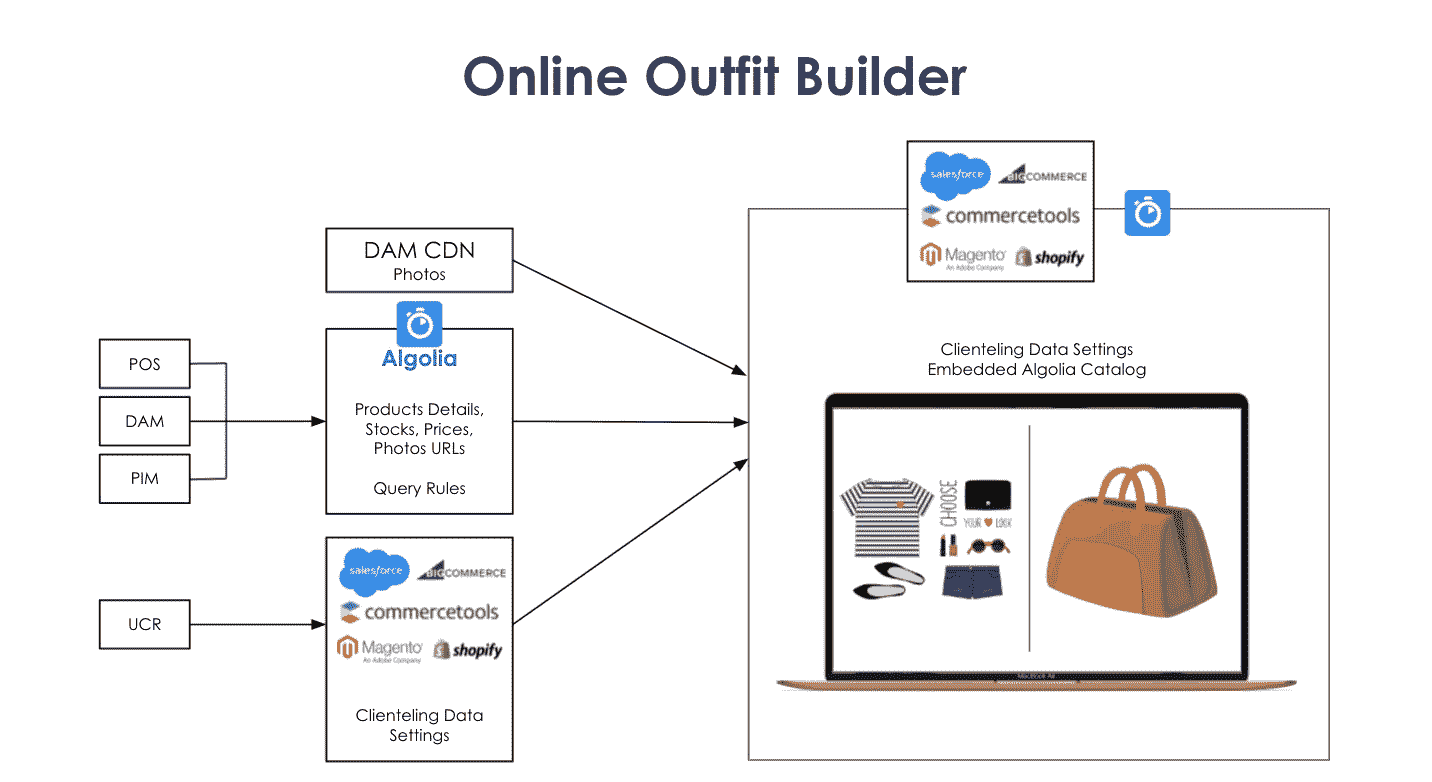 Online Outfit Builder
salesforce
BIGCOMMERCE
commercetools
Magento
An Adobe Company
shopify
DAM CDN
Photos
Algolia
Products Details,
Stocks, Prices,
Photos URLs
Query Rules
POS
DAM
PIM
UCR
salesforce
BIGCOMMERCE
commercetools
Magento
An Adobe Company
shopify
Clienteling Data
Settings
Clienteling Data Settings
Embedded Algolia Catalog
CHOOSE
YOUR LOOK
MacBook Air